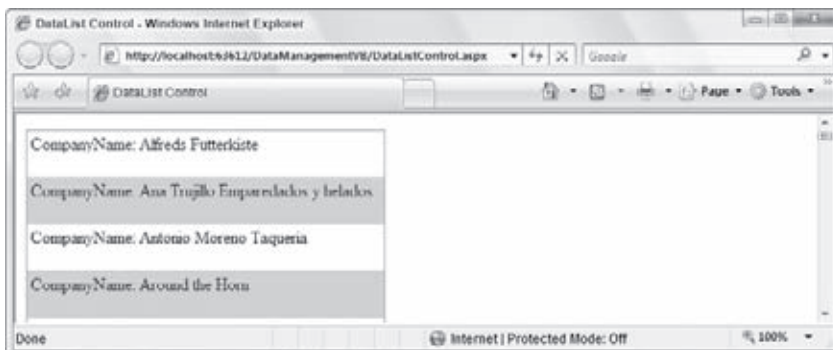 DataList Control - Windows Internet Explorer
http://localhost:63612/DataManagementVB/DataListControl.aspx
Google
DataList Control
Page
Tools
CompanyName: Alfreds Futterkiste
CompanyName: Ana Trujillo Emparedados y helados
CompanyName: Antonio Moreno Taqueria
CompanyName: Around the Horn
Done
Internet | Protected Mode: Off
100%